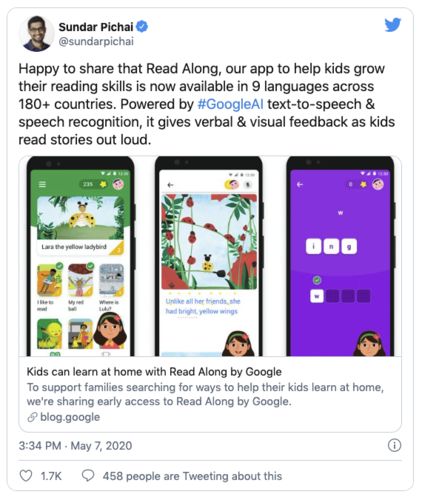 Sundar Pichai
@sundarpichai
Happy to share that Read Along, our app to help kids grow
their reading skills is now available in 9 languages across
180+ countries. Powered by #GoogleAI text-to-speech &
speech recognition, it gives verbal & visual feedback as kids
read stories out loud.
235
Lara the yellow ladybird
I like to
read
My red
ball
Where is
Lulu?
Unlike all her friends, she
had bright, yellow wings
w
i n g
w
Kids can learn at home with Read Along by Google
To support families searching for ways to help their kids learn at home,
we're sharing early access to Read Along by Google.
blog.google
3:34 PM · May 7, 2020
1.7K 458 people are Tweeting about this